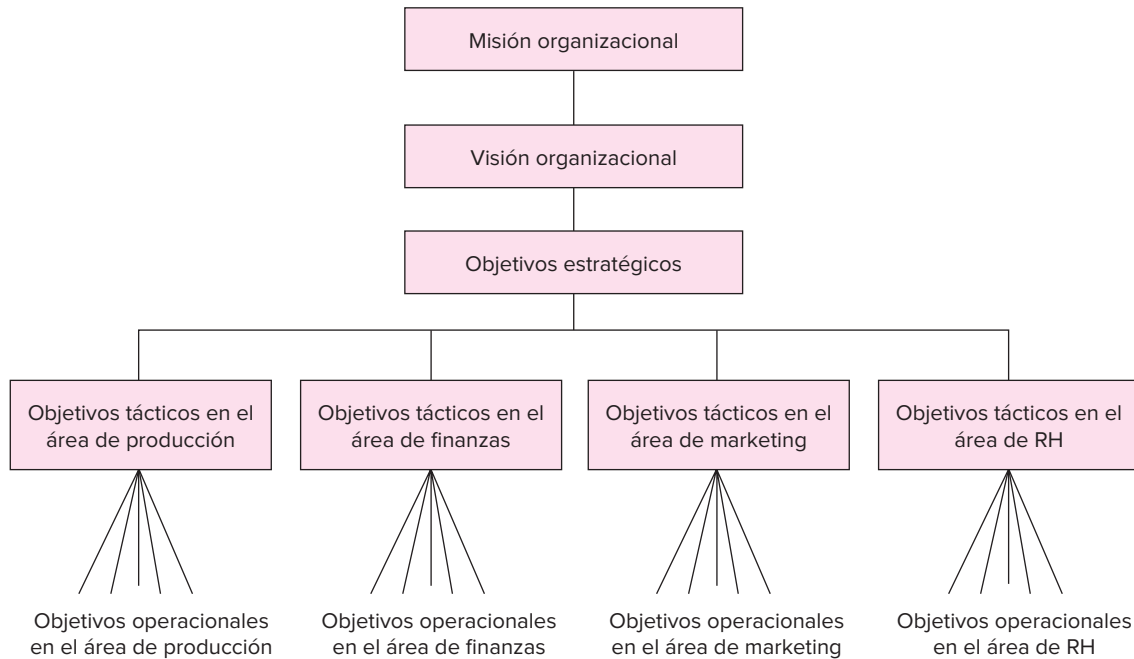 Misión organizacional
Visión organizacional
Objetivos estratégicos
Objetivos tácticos en el
área de producción
Objetivos tácticos en el
área de finanzas
Objetivos tácticos en el
área de marketing
Objetivos tácticos en el
área de RH
Objetivos operacionales
en el área de producción
Objetivos operacionales
en el área de finanzas
Objetivos operacionales
en el área de marketing
Objetivos operacionales
en el área de RH